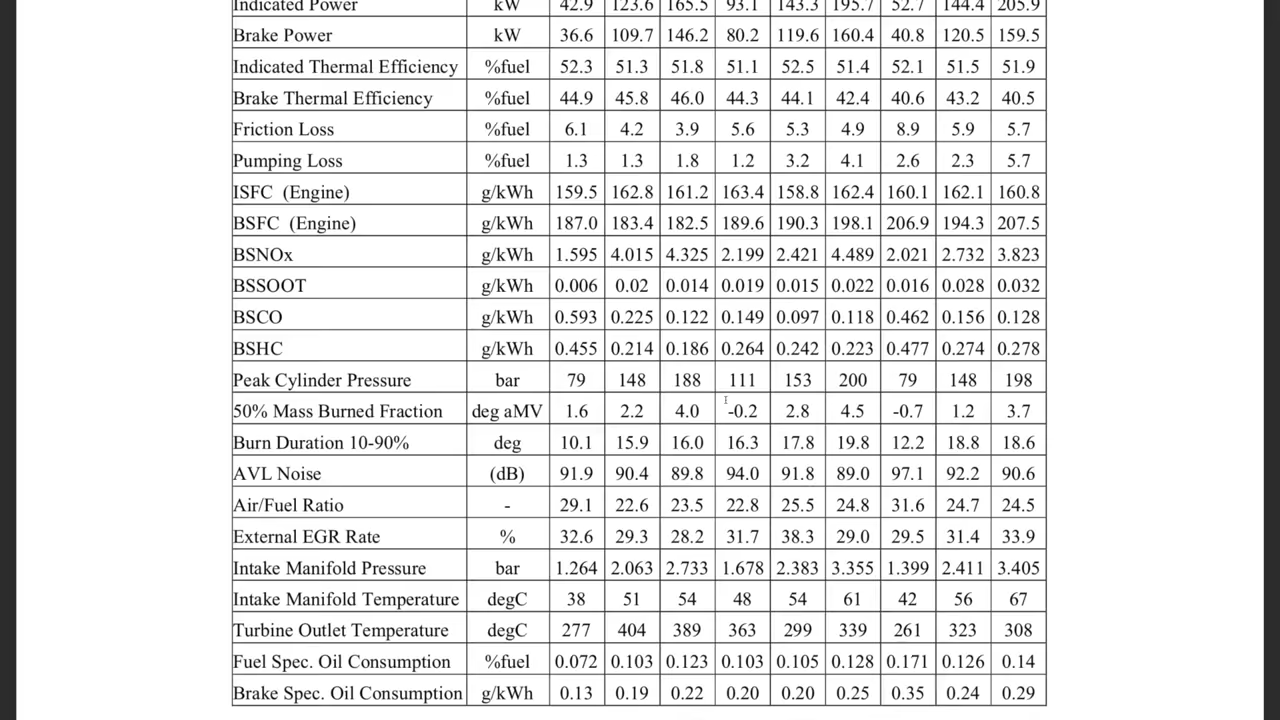 Indicated Power kW 42.9 123.6 165.5 93.1 143.3 195.7 52.7 144.4 205.9
Brake Power kW 36.6 109.7 146.2 80.2 119.6 160.4 40.8 120.5 159.5
Indicated Thermal Efficiency %fuel 52.3 51.3 51.8 51.1 52.5 51.4 52.1 51.5 51.9
Brake Thermal Efficiency %fuel 44.9 45.8 46.0 44.3 44.1 42.4 40.6 43.2 40.5
Friction Loss %fuel 6.1 4.2 3.9 5.6 5.3 4.9 8.9 5.9 5.7
Pumping Loss %fuel 1.3 1.3 1.8 1.2 3.2 4.1 2.6 2.3 5.7
ISFC (Engine) g/kWh 159.5 162.8 161.2 163.4 158.8 162.4 160.1 162.1 160.8
BSFC (Engine) g/kWh 187.0 183.4 182.5 189.6 190.3 198.1 206.9 194.3 207.5
BSNOx g/kWh 1.595 4.015 4.325 2.199 2.421 4.489 2.021 2.732 3.823
BSSOOT g/kWh 0.006 0.02 0.014 0.019 0.015 0.022 0.016 0.028 0.032
BSCO g/kWh 0.593 0.225 0.122 0.149 0.097 0.118 0.462 0.156 0.128
BSHC g/kWh 0.455 0.214 0.186 0.264 0.242 0.223 0.477 0.274 0.278
Peak Cylinder Pressure bar 79 148 188 111 153 200 79 148 198
50% Mass Burned Fraction deg aMV 1.6 2.2 4.0 -0.2 2.8 4.5 -0.7 1.2 3.7
Burn Duration 10-90% deg 10.1 15.9 16.0 16.3 17.8 19.8 12.2 18.8 18.6
AVL Noise (dB) 91.9 90.4 89.8 94.0 91.8 89.0 97.1 92.2 90.6
Air/Fuel Ratio - 29.1 22.6 23.5 22.8 25.5 24.8 31.6 24.7 24.5
External EGR Rate % 32.6 29.3 28.2 31.7 38.3 29.0 29.5 31.4 33.9
Intake Manifold Pressure bar 1.264 2.063 2.733 1.678 2.383 3.355 1.399 2.411 3.405
Intake Manifold Temperature degC 38 51 54 48 54 61 42 56 67
Turbine Outlet Temperature degC 277 404 389 363 299 339 261 323 308
Fuel Spec. Oil Consumption %fuel 0.072 0.103 0.123 0.103 0.105 0.128 0.171 0.126 0.14
Brake Spec. Oil Consumption g/kWh 0.13 0.19 0.22 0.20 0.20 0.25 0.35 0.24 0.29